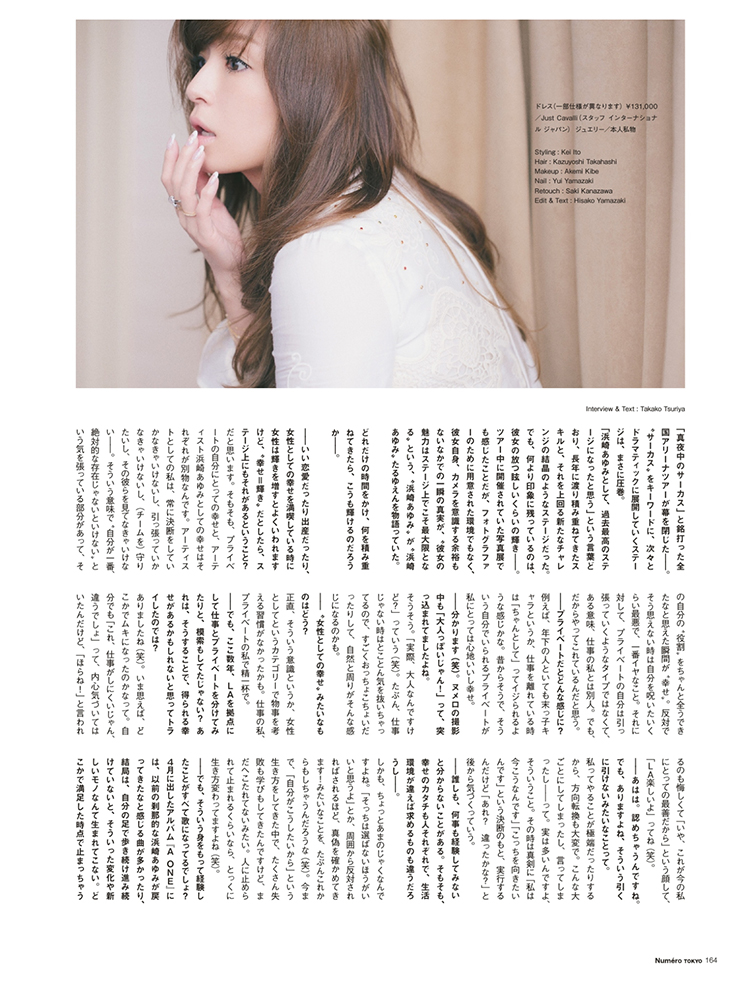 ドレス(一部仕様が異なります) ¥131,000
／Just Cavalli(スタッフ インターナショナ
ル ジャパン) ジュエリー／本人私物
Styling : Kei Ito
Hair : Kazuyoshi Takahashi
Makeup : Akemi Kibe
Nail : Yui Yamazaki
Retouch : Saki Kanazawa
Edit & Text : Hisako Yamazaki
Interview & Text : Takako Tsuriya
「真夜中のサーカス」と銘打った全
国アリーナツアーが幕を閉じた──。
〝サーカス〟をキーワードに、次々と
ドラマティックに展開していくステー
ジは、まさに圧巻。
「浜崎あゆみとして、過去最高のステ
ージになったと思う」という言葉と
おり、長年に渡り積み重ねてきたス
キルと、それを上回る新たなチャレ
ンジの結晶のようなステージだった。
でも、何より印象に残っているのは、
彼女の放つ眩しいくらいの輝き──。
ツアー中に開催されていた写真展で
も感じたことだが、フォトグラファ
ーのために用意された環境でもなく、
彼女自身、カメラを意識する余裕も
ないなかでの一瞬の真実が、〝彼女の
魅力はステージ上でこそ最大限とな
る〟という、〝浜崎あゆみ〟が〝浜崎
あゆみ〟たるゆえんを物語っていた。
どれだけの時間をかけ、何を積み重
ねてきたら、こうも輝けるのだろう
か──。
──いい恋愛だったり出産だったり、
女性としての幸せを満喫している時に
女性は輝きを増すとよくいわれます
けど、〝幸せ＝輝き〟だとしたら、ス
テージ上にもそれがあるということ？
だと思います。そもそも、プライベ
ートの自分にとっての幸せと、アーテ
ィスト浜崎あゆみとしての幸せはそ
れぞれが別物なんです。アーティス
トとしての私は、常に決断をしてい
かなきゃいけないし、引っ張っていか
なきゃいけないし、(チームを)守り
たいし、その彼らを見てなきゃいけな
い──。そういう意味で、自分が一番、
絶対的な存在じゃないといけない、と
いう気を張っている部分があって、そ
の自分の〝役割〟をちゃんと全うでき
たなと思えた瞬間が、幸せ。反対で
そう思えない時は自分を呪いたいく
らい最悪で、一番イヤなこと。それに
対して、プライベートの自分は引っ
張っていくようなタイプではなくて、
ある意味、仕事の私とは別人。でも、
だからやってこれているんだと思う。
──プライベートだとどんな感じに？
例えば、年下の人といても末っ子キ
ャラというか、仕事を離れている時
は「ちゃんとして」ってイジられるよ
うな感じかな。昔からそうで、そう
いう自分でいられるプライベートが
私にとっては心地いいし幸せ。
──分かります(笑)。ヌメロの撮影
中も「大人っぽいじゃん！」って、突
っ込まれてましたよね。
そうそう。「実際、大人なんですけ
ど？」っていう(笑)。たぶん、仕事
じゃない時はとことん気を抜いちゃっ
てるので、すごくおっちょこちょいだ
ったりして、自然と周りがそんな感
じになるのかも。
──〝女性としての幸せ〟みたいなも
のはどう？
正直、そういう意識というか、女性
としてというカテゴリーで物事を考
える習慣がなかったかも。仕事の私、
プライベートの私で精一杯で。
──でも、ここ数年、ＬＡを拠点に
して仕事とプライベートを分けてみ
たりと、模索もしてたじゃない？ あ
れは、そうすることで、得られる幸
せがあるかもしれないと思ってトラ
イしたのでは？
ありましたね(笑)。いま思えば、ど
こかでムキになったのかなって。自
分でも「これ、仕事がしにくいじゃん、
違うでしょ」って、内心気づいては
いたんだけど、「ほらね！」と言われ
るのも悔しくて「いや、これが今の私
にとっての最善だから」という顔して、
「ＬＡ楽しいよ」ってね(笑)。
──あはは。認めちゃうんですね。
でも、ありますよね、そういう引く
に引けないみたいなことって。
私ってやることが極端だったりする
から、方向転換も大変で。こんな大
ごとにしてしまったし、言ってしま
ったし──って。実は多いんですよ、
そういうこと。その時は真剣に「私は
今こうなんです」「こっちを向きたい
んです」という決断のもと、実行する
んだけど「あれ？ 違ったかな？」と
後から気づくっていう。
──誰しも、何事も経験してみない
と分からないことがある。そもそも、
幸せのカタチも人それぞれで、生活
環境が違えば求めるものも違うだろ
うし──。
しかも、ちょっとあまのじゃくなんで
すよね。「そっちは選ばないほうがい
いと思うよ」とか、周囲から反対され
ればされるほど、真偽を確かめてき
ます！みたいなことを、たぶんこれか
らもしちゃうんだろうな(笑)。今ま
で、「自分がこうしたいから」という
生き方をしてきた中で、たくさん失
敗も学びもしてきたんですけど、ま
だへこたれてないみたい。人に止めら
れて止まれるくらいなら、とっくに
生き方変わってますよね(笑)。
──でも、そういう身をもって経験し
たことがすべて歌になってるでしょ？
４月に出したアルバム『A ONE』に
は、以前の刹那的な浜崎あゆみが戻
ってきたなと感じる曲が多かったり。
結局は、自分の足で歩き続け進み続
けていないと、そういった変化や新
しいモノなんて生まれてこない。ど
こかで満足した時点で止まっちゃう
Numéro TOKYO 164